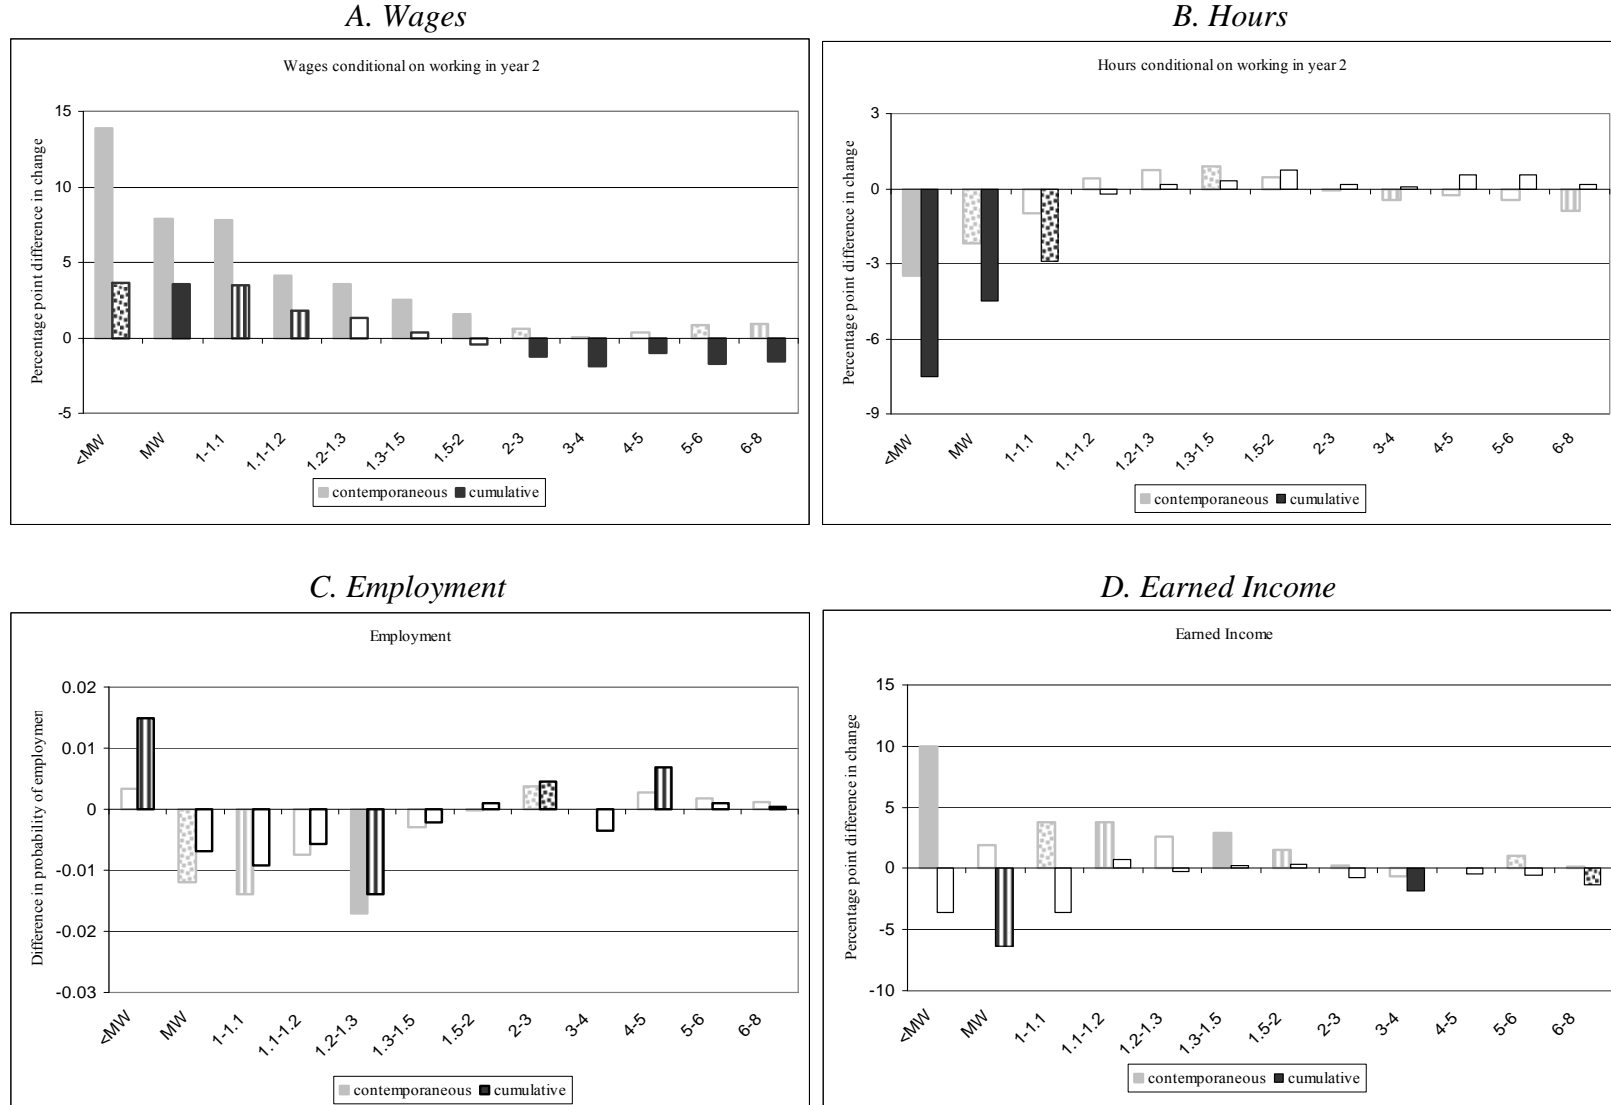 A. Wages
Wages conditional on working in year 2
Percentage point difference in change
15
10
5
0
-5
<MW
MW
1-1.1
1.1-1.2
1.2-1.3
1.3-1.5
1.5-2
2-3
3-4
4-5
5-6
6-8
contemporaneous cumulative
B. Hours
Hours conditional on working in year 2
Percentage point difference in change
3
0
-3
-6
-9
<MW
MW
1-1.1
1.1-1.2
1.2-1.3
1.3-1.5
1.5-2
2-3
3-4
4-5
5-6
6-8
contemporaneous cumulative
C. Employment
Employment
Difference in probability of employmen
0.02
0.01
0
-0.01
-0.02
-0.03
<MW
MW
1-1.1
1.1-1.2
1.2-1.3
1.3-1.5
1.5-2
2-3
3-4
4-5
5-6
6-8
contemporaneous cumulative
D. Earned Income
Earned Income
Percentage point difference in change
15
10
5
0
-5
-10
<MW
MW
1-1.1
1.1-1.2
1.2-1.3
1.3-1.5
1.5-2
2-3
3-4
4-5
5-6
6-8
contemporaneous cumulative